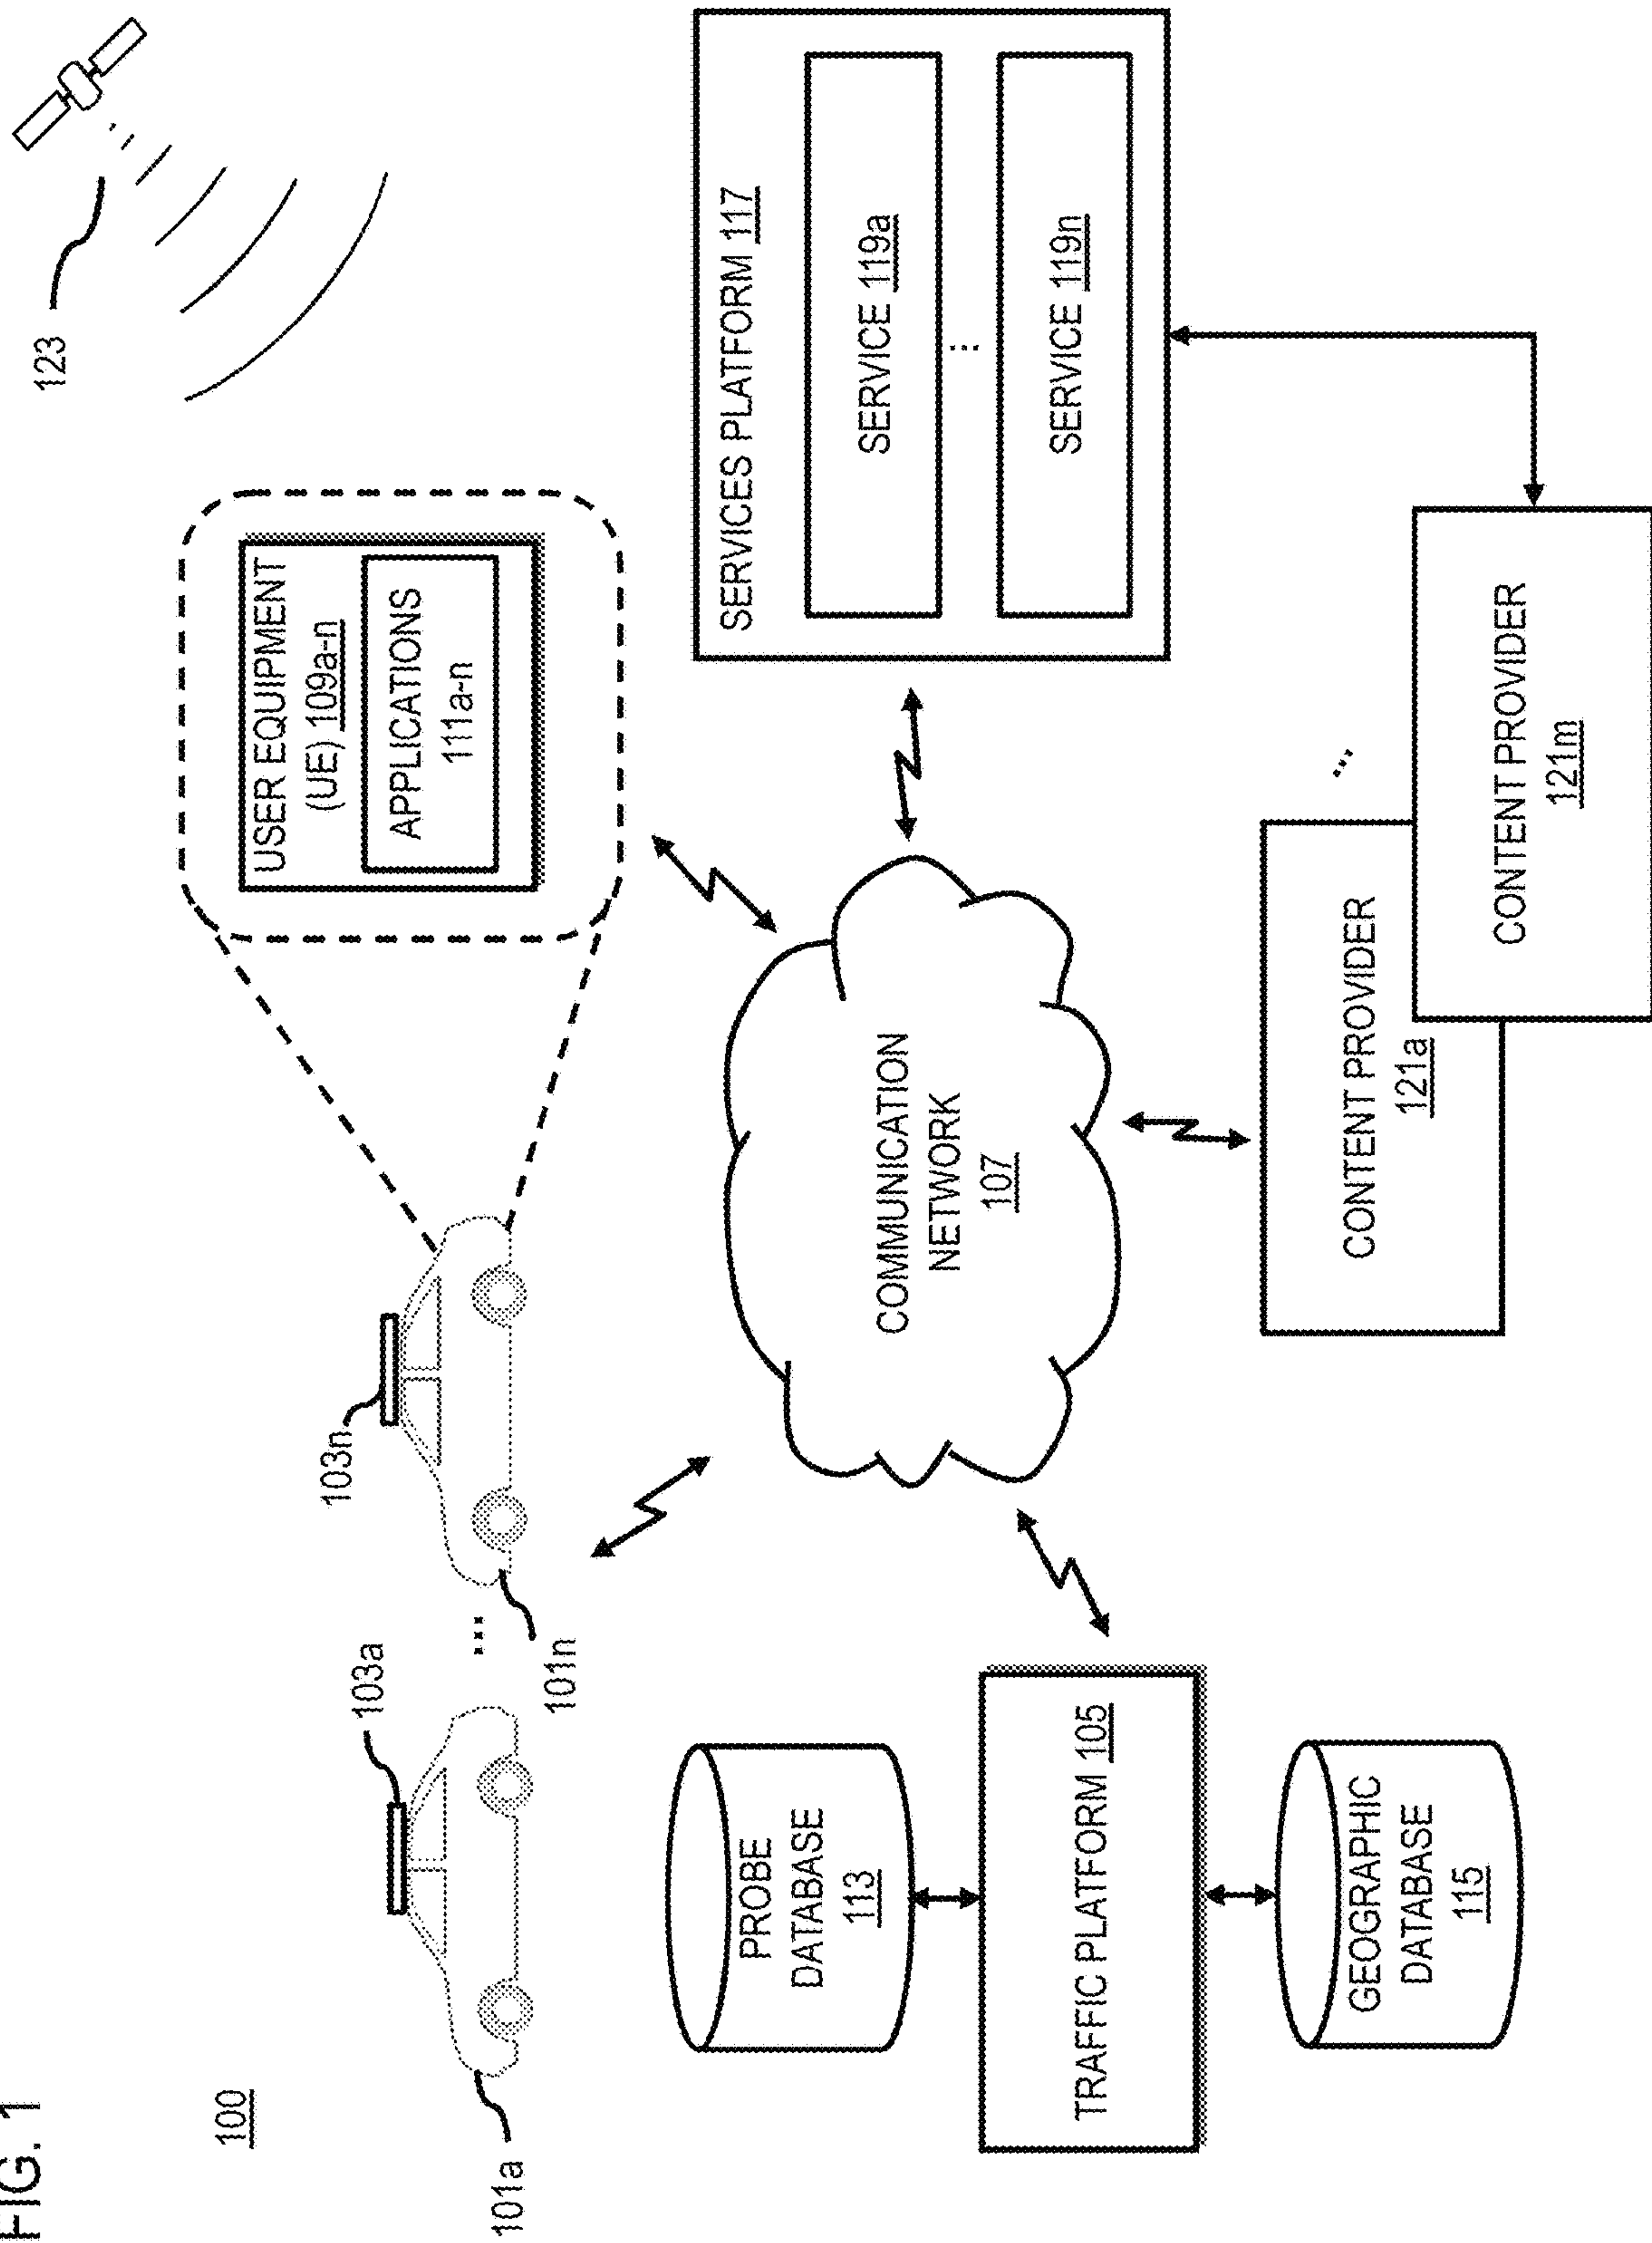 FIG. 1
100
123
103n
103a
101a
101n
USER EQUIPMENT
(UE) 109a-n
APPLICATIONS
111a-n
...
PROBE
DATABASE
113
TRAFFIC PLATFORM 105
GEOGRAPHIC
DATABASE
115
COMMUNICATION
NETWORK
107
SERVICES PLATFORM 117
SERVICE 119a
...
SERVICE 119n
CONTENT PROVIDER
121a
...
CONTENT PROVIDER
121m